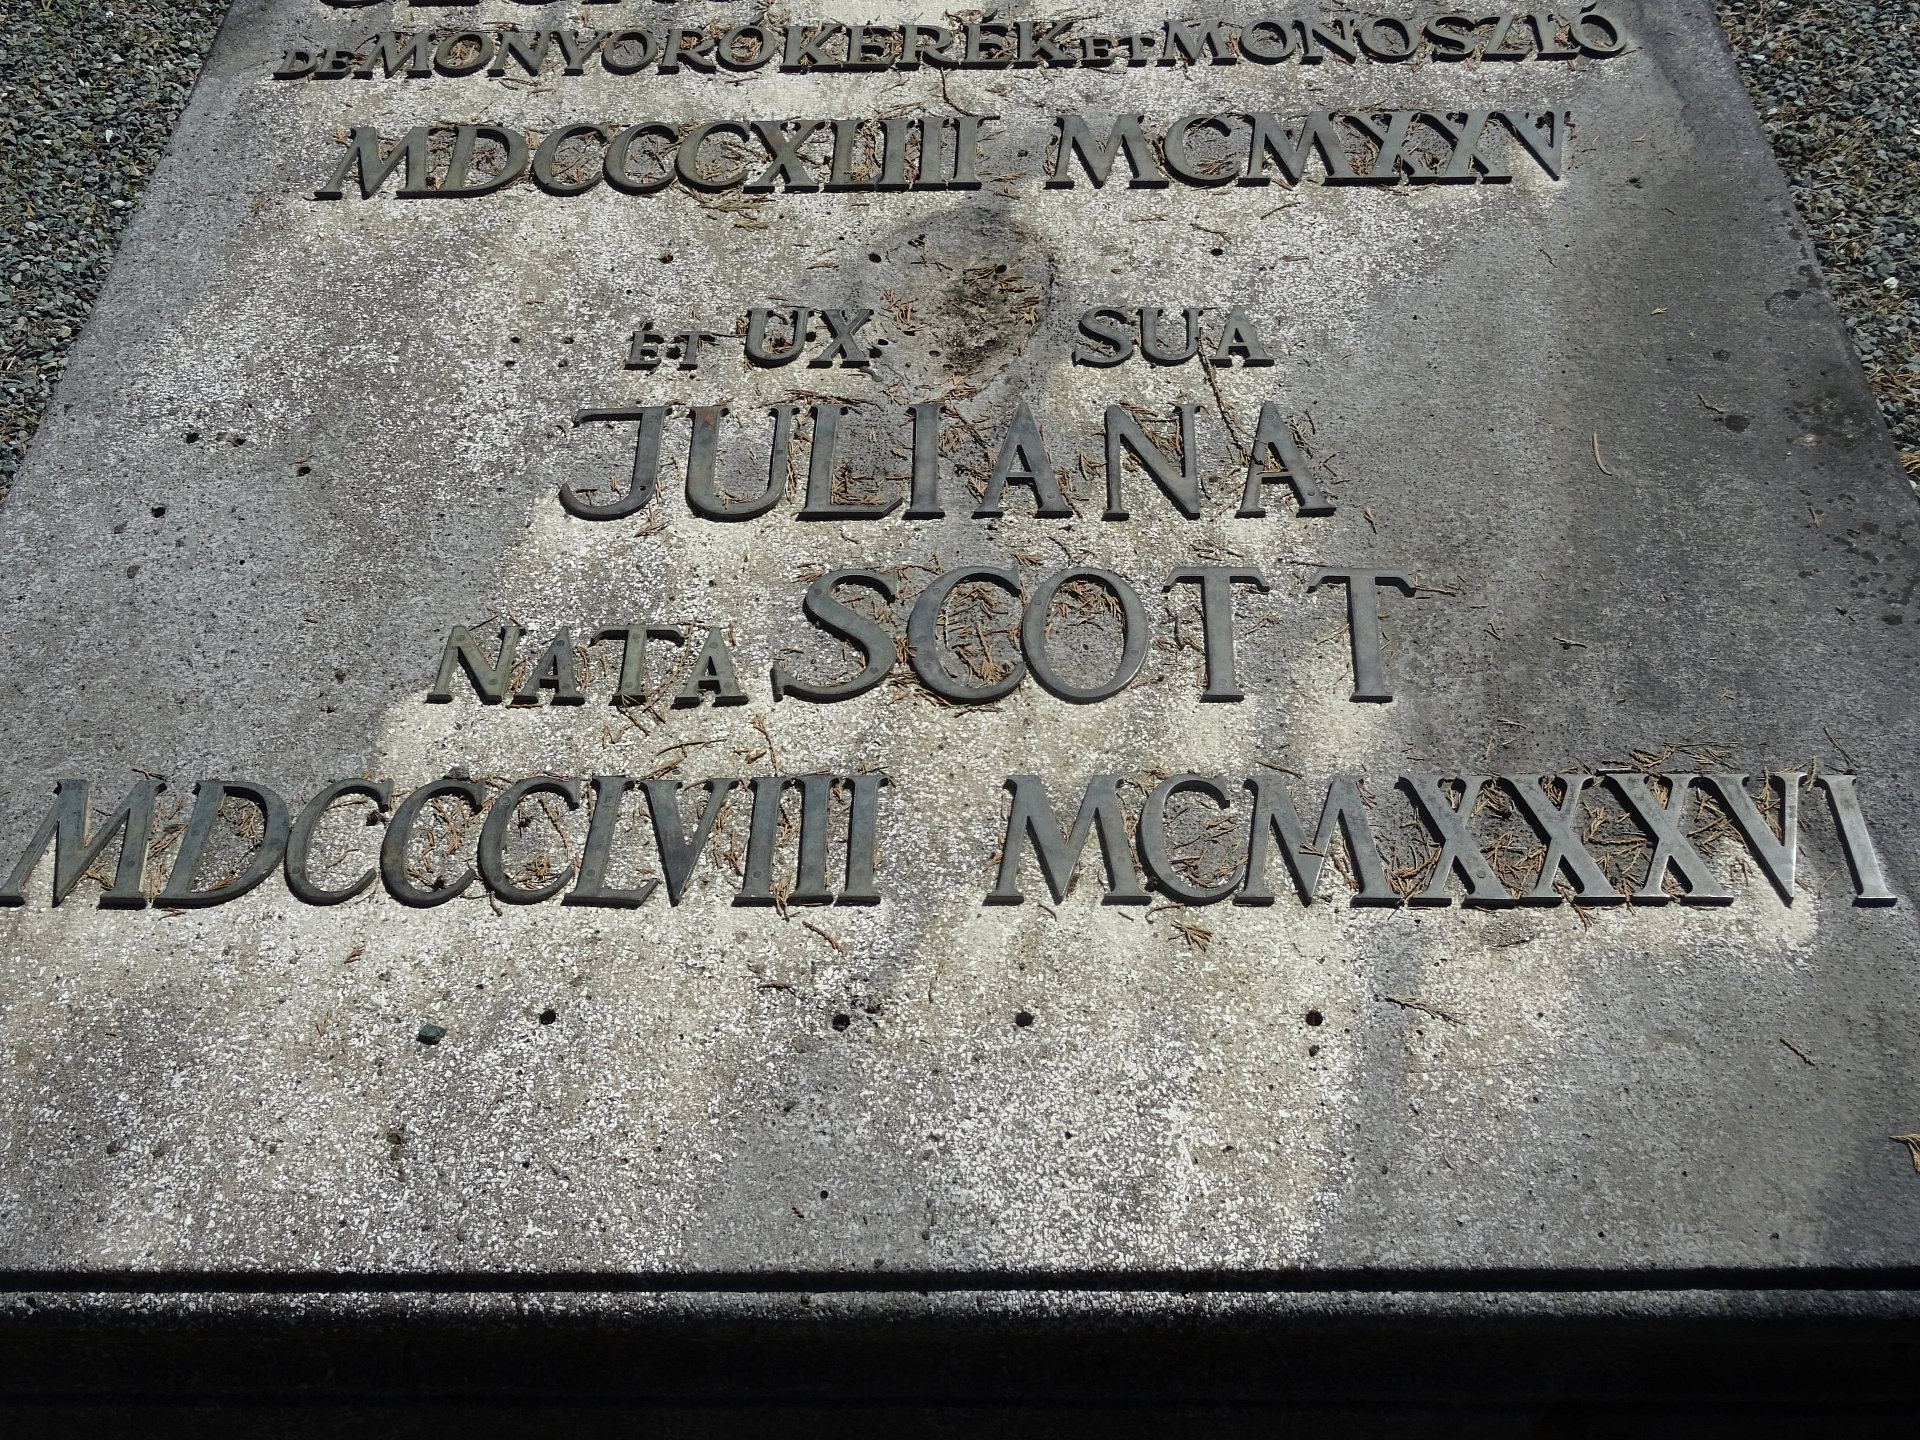 DE MONYORÓKERÉK ET MONOSZLÓ
MDCCCXLIII MCMXXV
ET UX SUA
JULIANA
NATA SCOTT
MDCCCLVIII MCMXXXVI